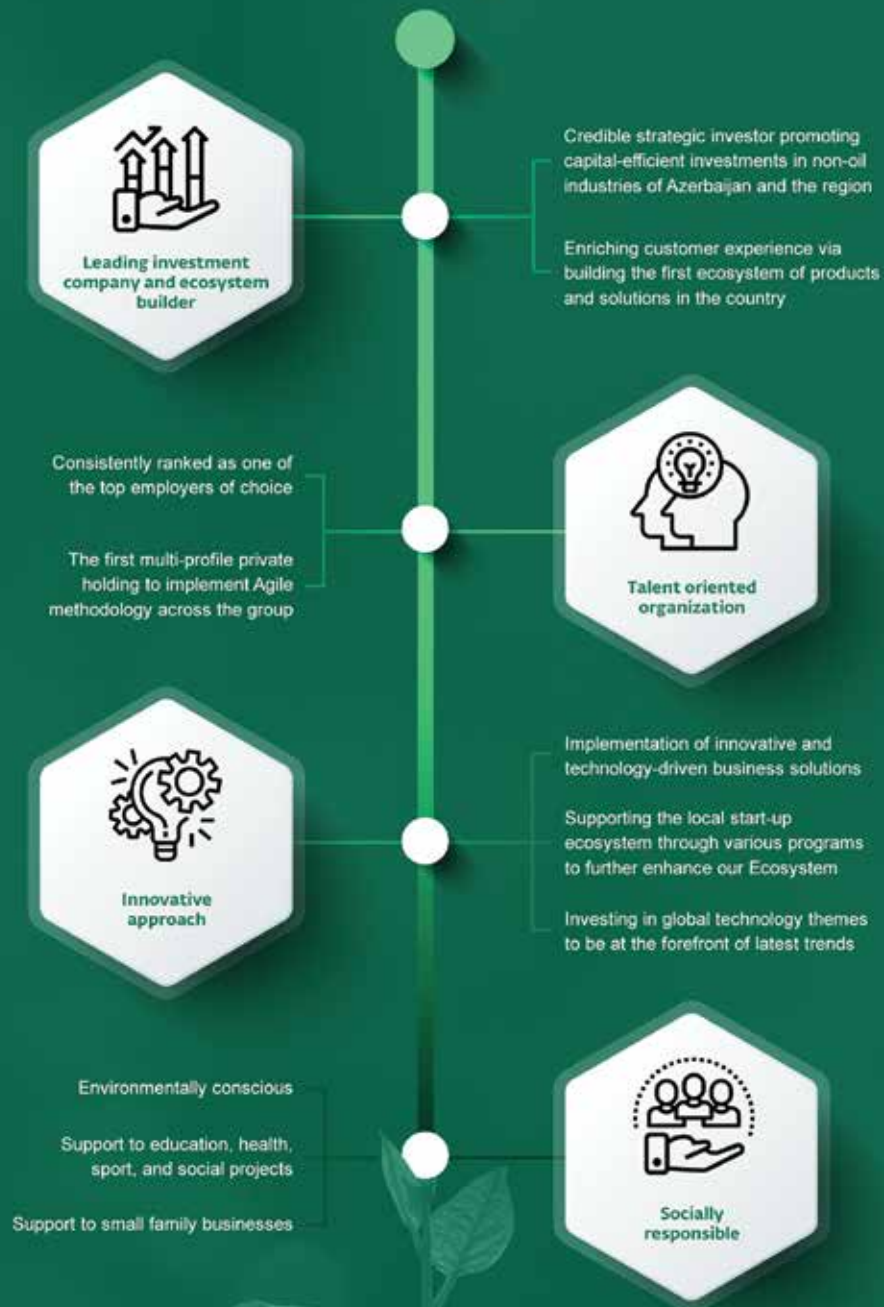 Leading investment
company and ecosystem
builder
Credible strategic investor promoting
capital-efficient investments in non-oil
industries of Azerbaijan and the region
Enriching customer experience via
building the first ecosystem of products
and solutions in the country
Consistently ranked as one of
the top employers of choice
The first multi-profile private
holding to implement Agile
methodology across the group
Talent oriented
organization
Innovative
approach
Implementation of innovative and
technology-driven business solutions
Supporting the local start-up
ecosystem through various programs
to further enhance our Ecosystem
Investing in global technology themes
to be at the forefront of latest trends
Environmentally conscious
Support to education, health,
sport, and social projects
Support to small family businesses
Socially
responsible